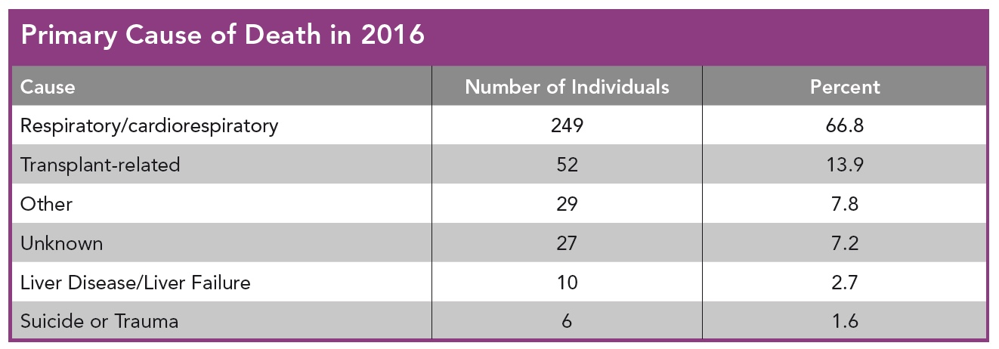 Primary Cause of Death in 2016
Cause Number of Individuals Percent
Respiratory/cardiorespiratory 249 66.8
Transplant-related 52 13.9
Other 29 7.8
Unknown 27 7.2
Liver Disease/Liver Failure 10 2.7
Suicide or Trauma 6 1.6